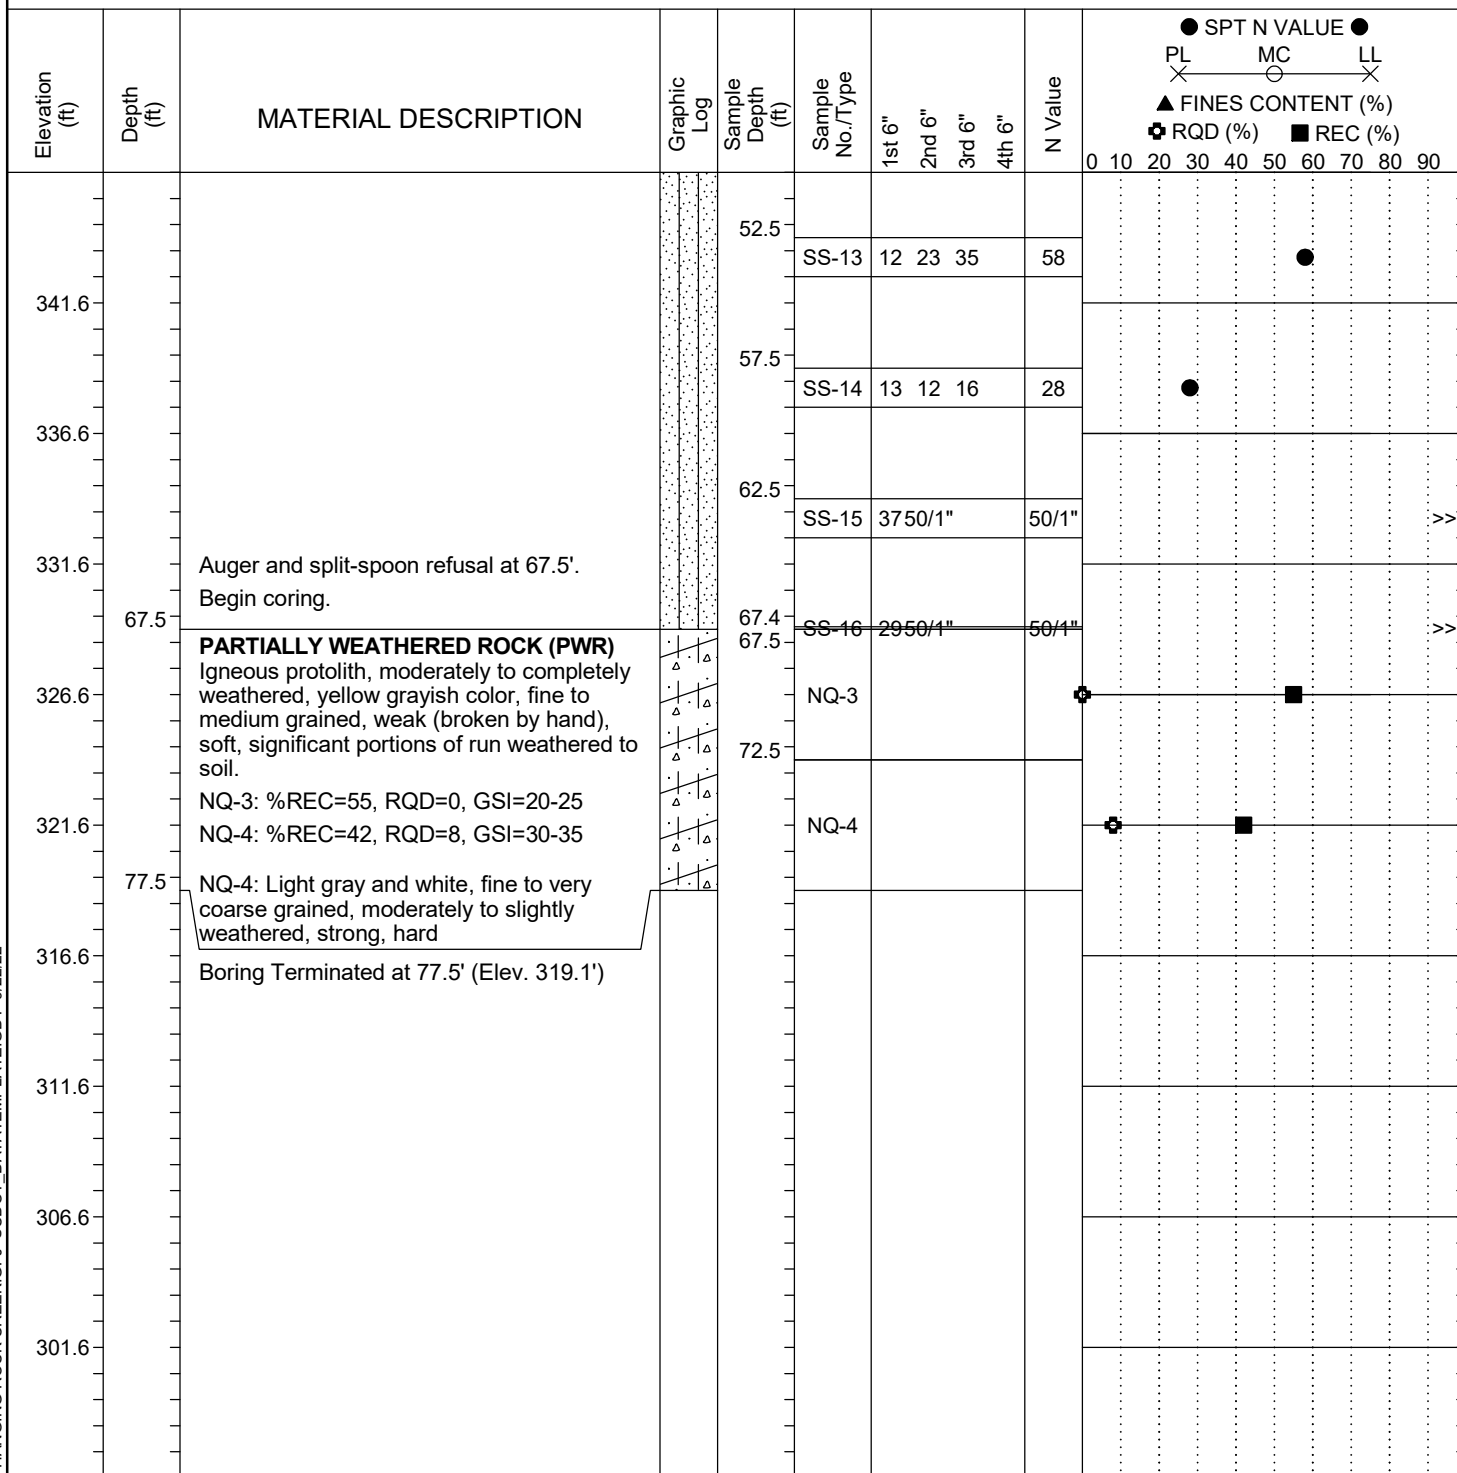 ● SPT N VALUE ●
PL MC LL
▲ FINES CONTENT (%)
RQD (%) ■ REC (%)
0 10 20 30 40 50 60 70 80 90
Elevation (ft)
Depth (ft)
MATERIAL DESCRIPTION
Graphic Log
Sample Depth (ft)
Sample No./Type
1st 6"
2nd 6"
3rd 6"
4th 6"
N Value
52.5
SS-13 12 23 35 58
341.6
57.5
SS-14 13 12 16 28
336.6
62.5
SS-15 37 50/1" 50/1" >>
331.6
Auger and split-spoon refusal at 67.5'.
Begin coring.
67.5
67.4
SS-16 29 50/1" 50/1" >>
67.5
PARTIALLY WEATHERED ROCK (PWR)
Igneous protolith, moderately to completely
weathered, yellow grayish color, fine to
medium grained, weak (broken by hand),
soft, significant portions of run weathered to
soil.
326.6
NQ-3
72.5
NQ-3: %REC=55, RQD=0, GSI=20-25
NQ-4: %REC=42, RQD=8, GSI=30-35
321.6
NQ-4
77.5
NQ-4: Light gray and white, fine to very
coarse grained, moderately to slightly
weathered, strong, hard
316.6
Boring Terminated at 77.5' (Elev. 319.1')
311.6
306.6
301.6